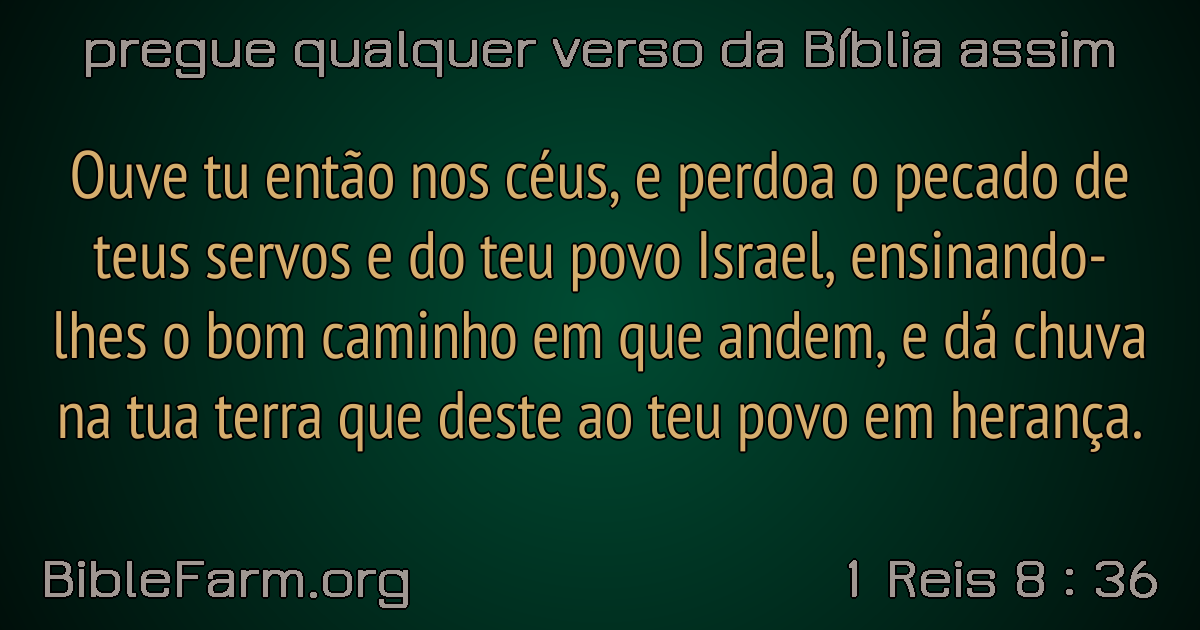 pregue qualquer verso da Bíblia assim
Ouve tu então nos céus, e perdoa o pecado de
teus servos e do teu povo Israel, ensinando-
lhes o bom caminho em que andem, e dá chuva
na tua terra que deste ao teu povo em herança.
BibleFarm.org
1 Reis 8 : 36